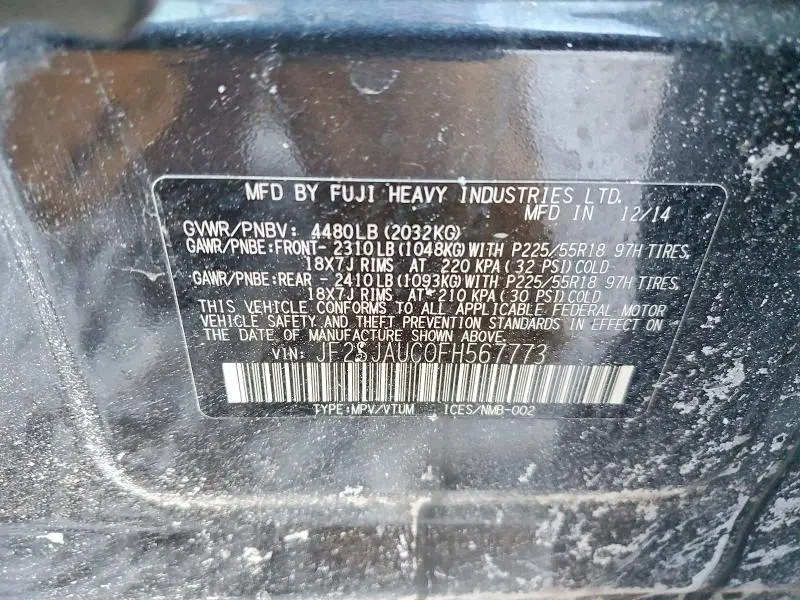 MFD BY FUJI HEAVY INDUSTRIES LTD.
MFD IN 12/14
GVWR/PNBV: 4480LB (2032KG)
GAWR/PNBE:FRONT- 2310LB(1048KG)WITH P225/55R18 97H TIRES,
18X7J RIMS AT 220 KPA(32 PSI)COLD
GAWR/PNBE:REAR - 2410LB(1093KG)WITH P225/55R18 97H TIRES,
18X7J RIMS AT 210 KPA(30 PSI)COLD
THIS VEHICLE CONFORMS TO ALL APPLICABLE FEDERAL MOTOR
VEHICLE SAFETY AND THEFT PREVENTION STANDARDS IN EFFECT ON
THE DATE OF MANUFACTURE SHOWN ABOVE.
VIN: JF2SJAUC0FH567773
TYPE:MPV/VTUM ICES/NMB-002